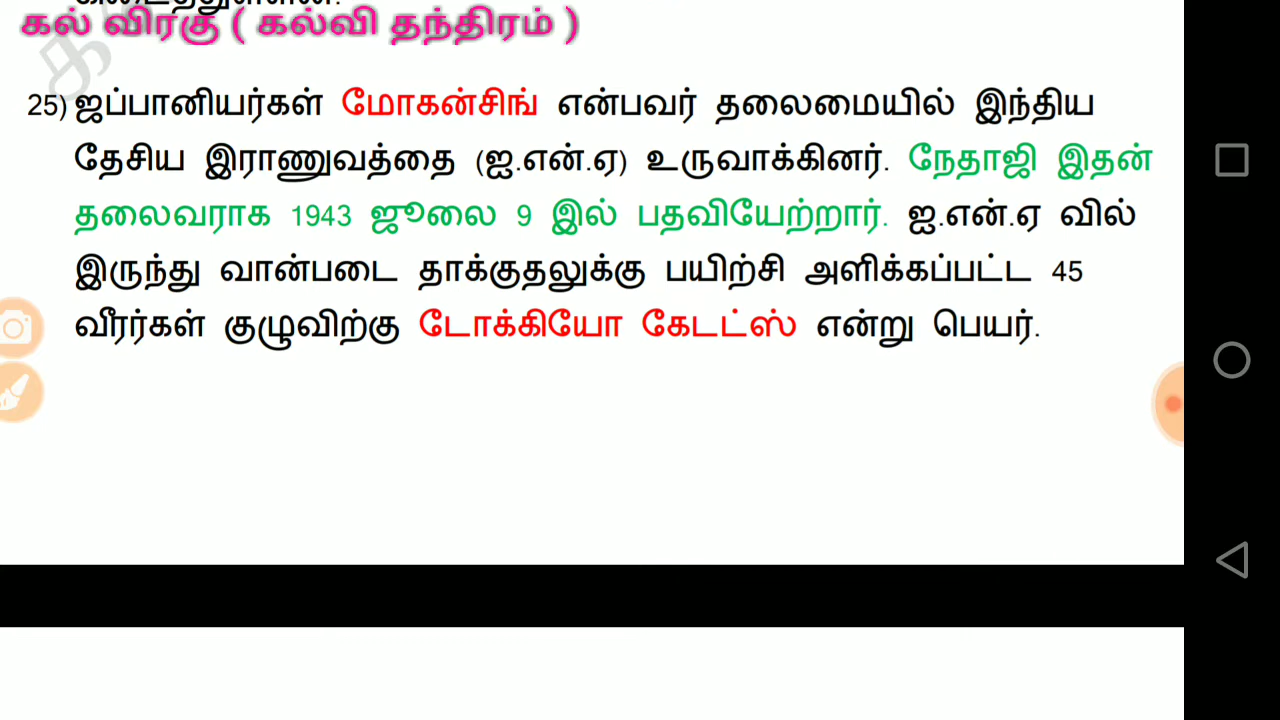 கல் விரகு ( கல்வி தந்திரம் )
25) ஜப்பானியர்கள் மோகன்சிங் என்பவர் தலைமையில் இந்திய
தேசிய இராணுவத்தை (ஐ.என்.ஏ) உருவாக்கினர். நேதாஜி இதன்
தலைவராக 1943 ஜூலை 9 இல் பதவியேற்றார். ஐ.என்.ஏ வில்
இருந்து வான்படை தாக்குதலுக்கு பயிற்சி அளிக்கப்பட்ட 45
வீரர்கள் குழுவிற்கு டோக்கியோ கேடட்ஸ் என்று பெயர்.